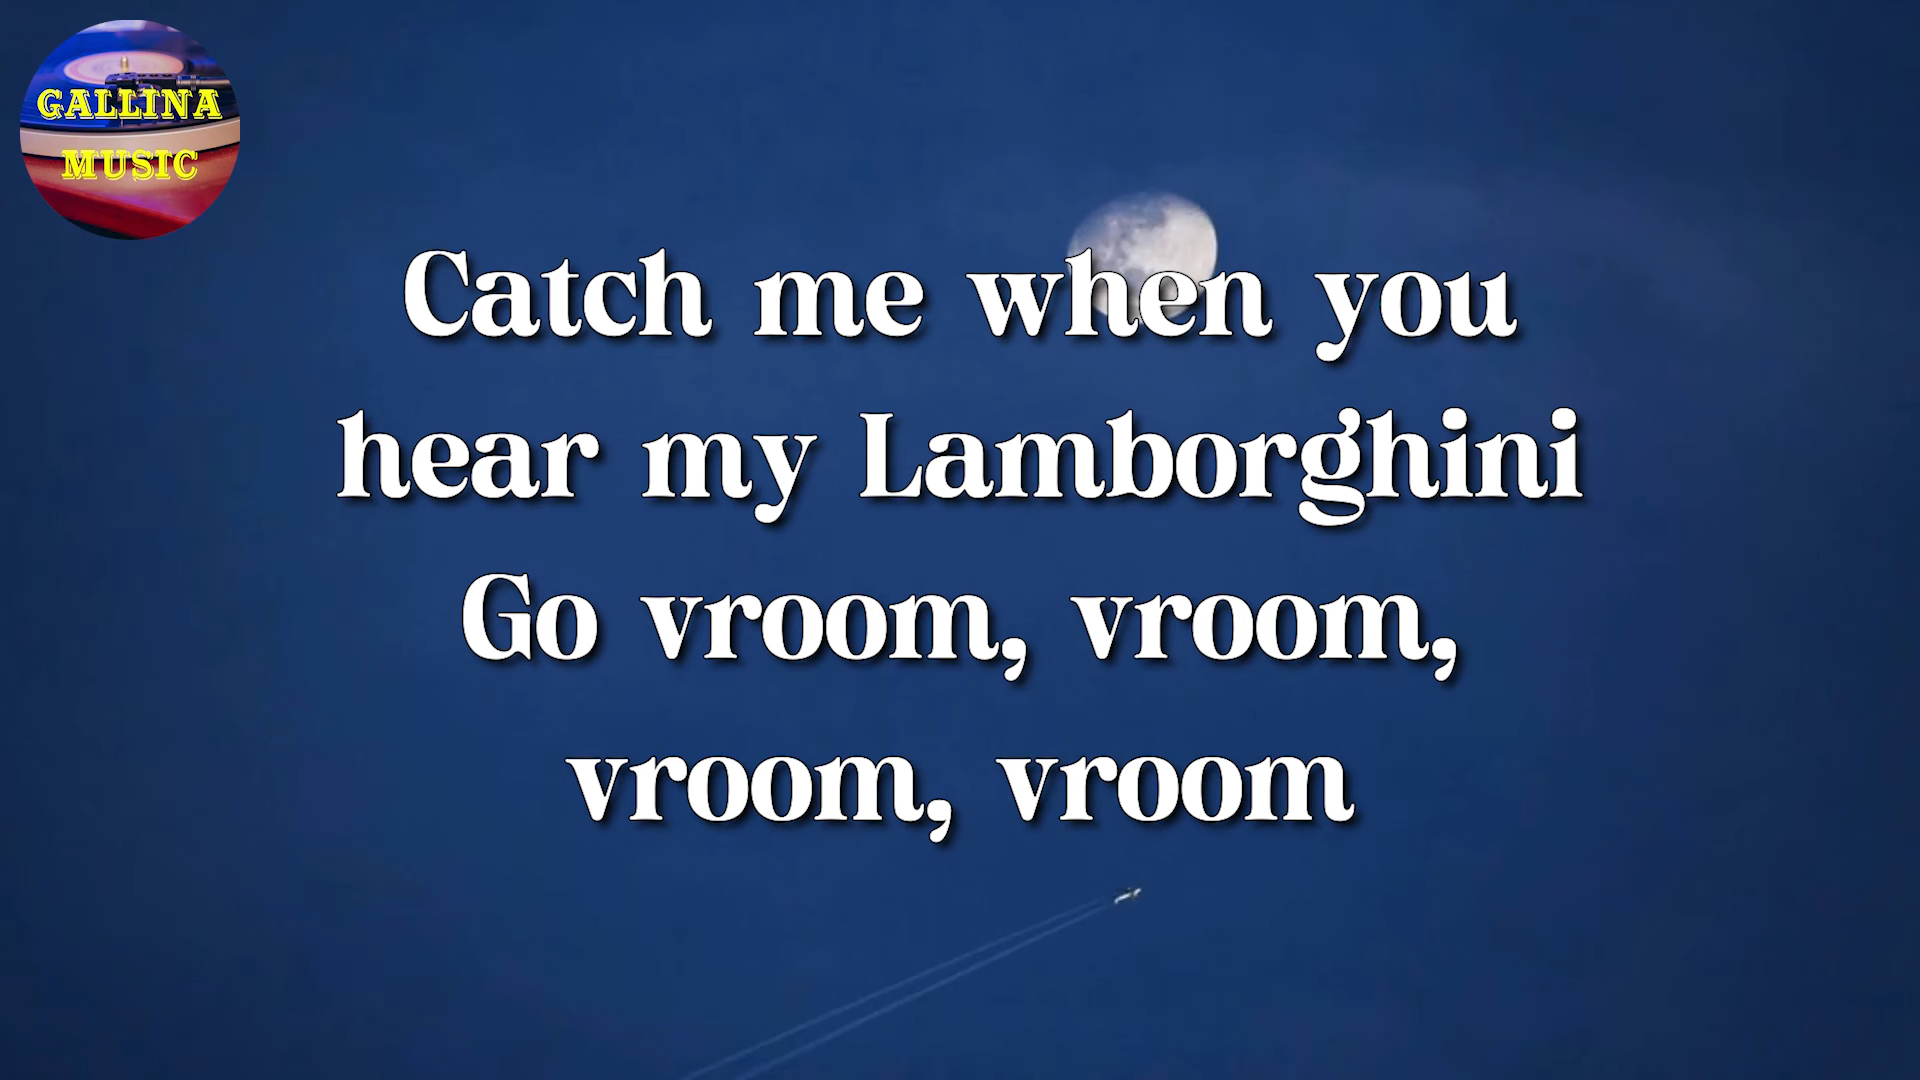 GALLINA
MUSIC
Catch me when you
hear my Lamborghini
Go vroom, vroom,
vroom, vroom